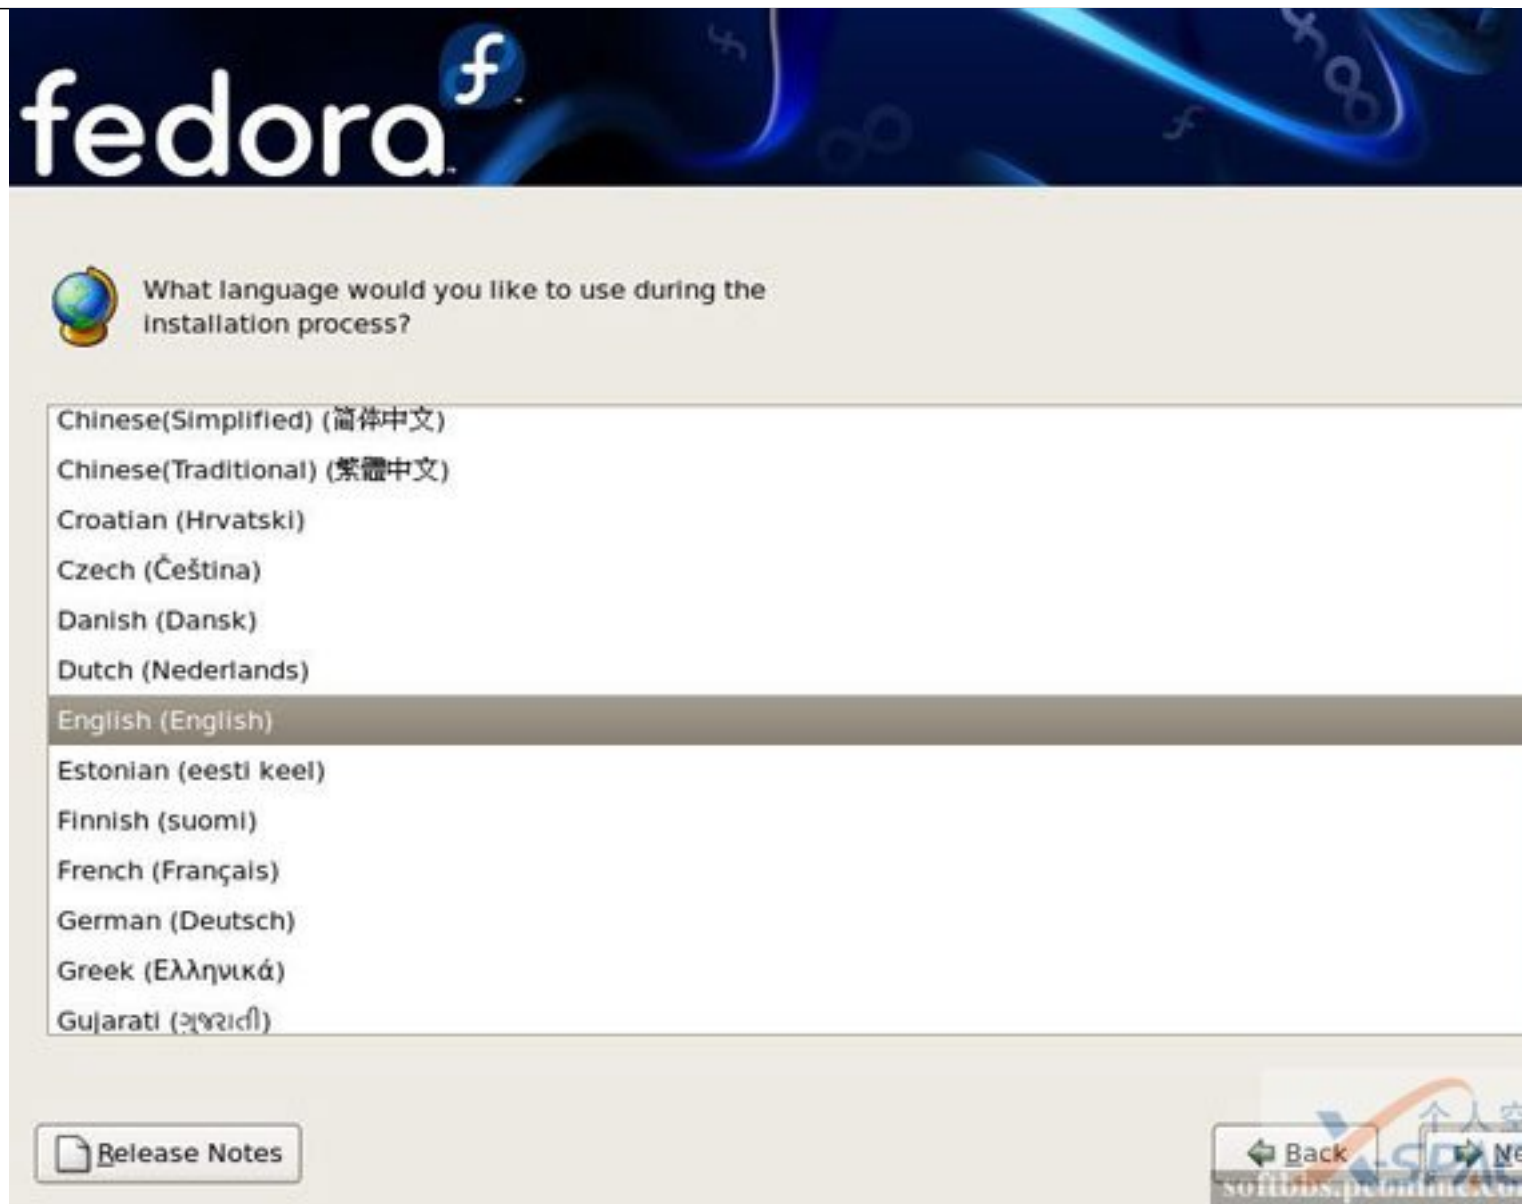 fedora
What language would you like to use during the
installation process?
Chinese(Simplified) (简体中文)
Chinese(Traditional) (繁體中文)
Croatian (Hrvatski)
Czech (Čeština)
Danish (Dansk)
Dutch (Nederlands)
English (English)
Estonian (eesti keel)
Finnish (suomi)
French (Français)
German (Deutsch)
Greek (Ελληνικά)
Gujarati (ગુજરાતી)
Release Notes
Back
个人